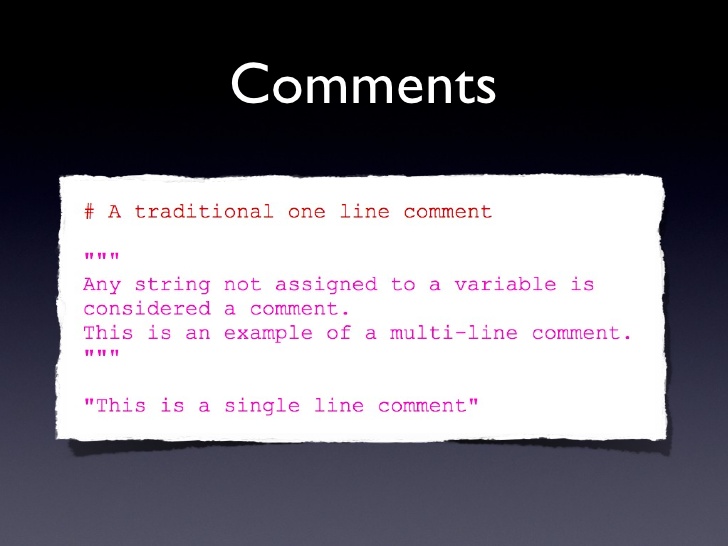 Comments
# A traditional one line comment
"""
Any string not assigned to a variable is
considered a comment.
This is an example of a multi-line comment.
"""
"This is a single line comment"